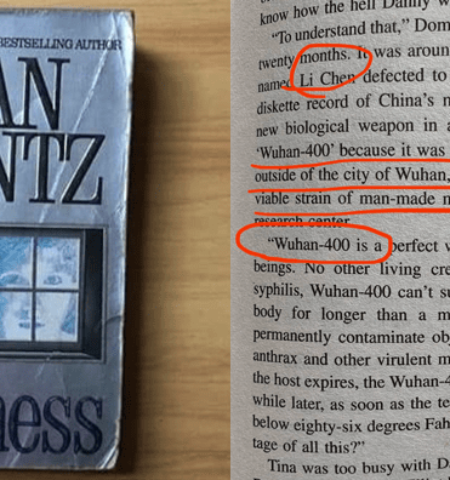 BESTSELLING AUTHOR
AN
NTZ
ness
know how the hell Danny w
"To understand that," Dom
twenty months. It was aroun
named Li Chen defected to
diskette record of China's m
new biological weapon in a
'Wuhan-400' because it was
outside of the city of Wuhan,
viable strain of man-made m
research center.
"Wuhan-400 is a perfect w
beings. No other living cre
syphilis, Wuhan-400 can't su
body for longer than a m
permanently contaminate obj
anthrax and other virulent m
the host expires, the Wuhan-4
while later, as soon as the te
below eighty-six degrees Fah
tage of all this?"
Tina was too busy with D